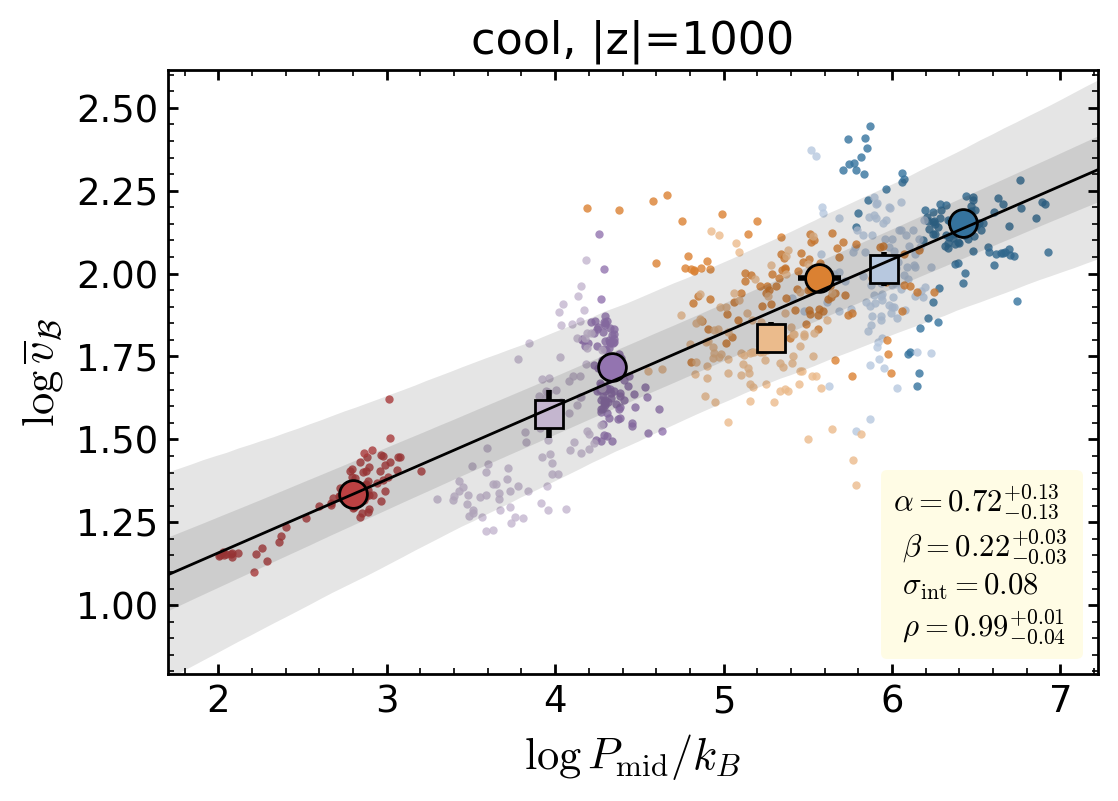 cool, |z|=1000
log v̅_ℬ
2.50
2.25
2.00
1.75
1.50
1.25
1.00
α = 0.72^{+0.13}_{-0.13}
β = 0.22^{+0.03}_{-0.03}
σ_int = 0.08
ρ = 0.99^{+0.01}_{-0.04}
2 3 4 5 6 7
log P_mid/k_B